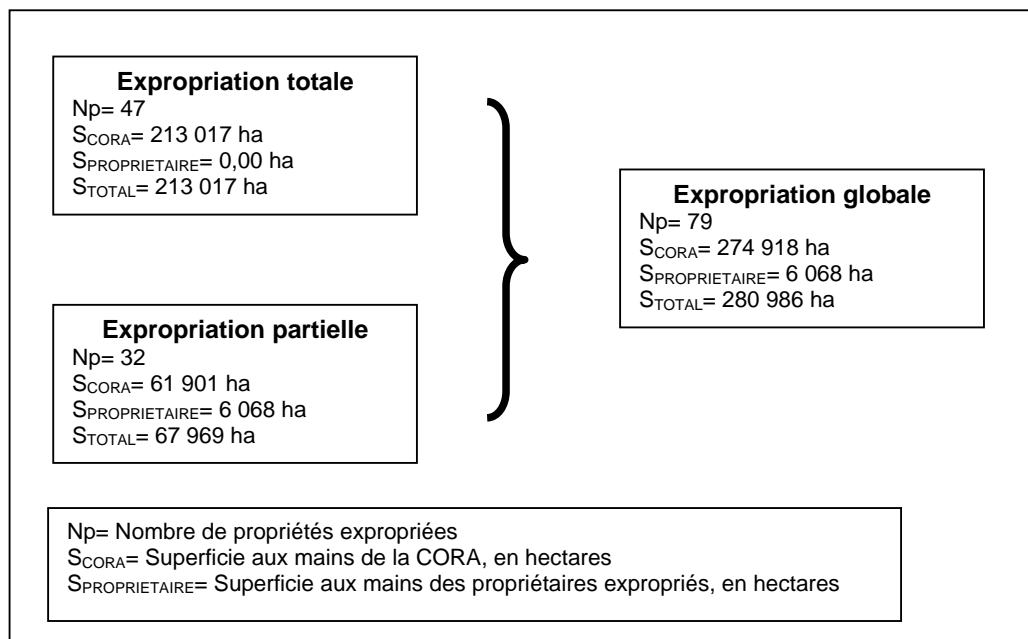 Expropriation totale
Np= 47
SCORA= 213 017 ha
SPROPRIETAIRE= 0,00 ha
STOTAL= 213 017 ha
Expropriation partielle
Np= 32
SCORA= 61 901 ha
SPROPRIETAIRE= 6 068 ha
STOTAL= 67 969 ha
Expropriation globale
Np= 79
SCORA= 274 918 ha
SPROPRIETAIRE= 6 068 ha
STOTAL= 280 986 ha
Np= Nombre de propriétés expropriées
SCORA= Superficie aux mains de la CORA, en hectares
SPROPRIETAIRE= Superficie aux mains des propriétaires expropriés, en hectares